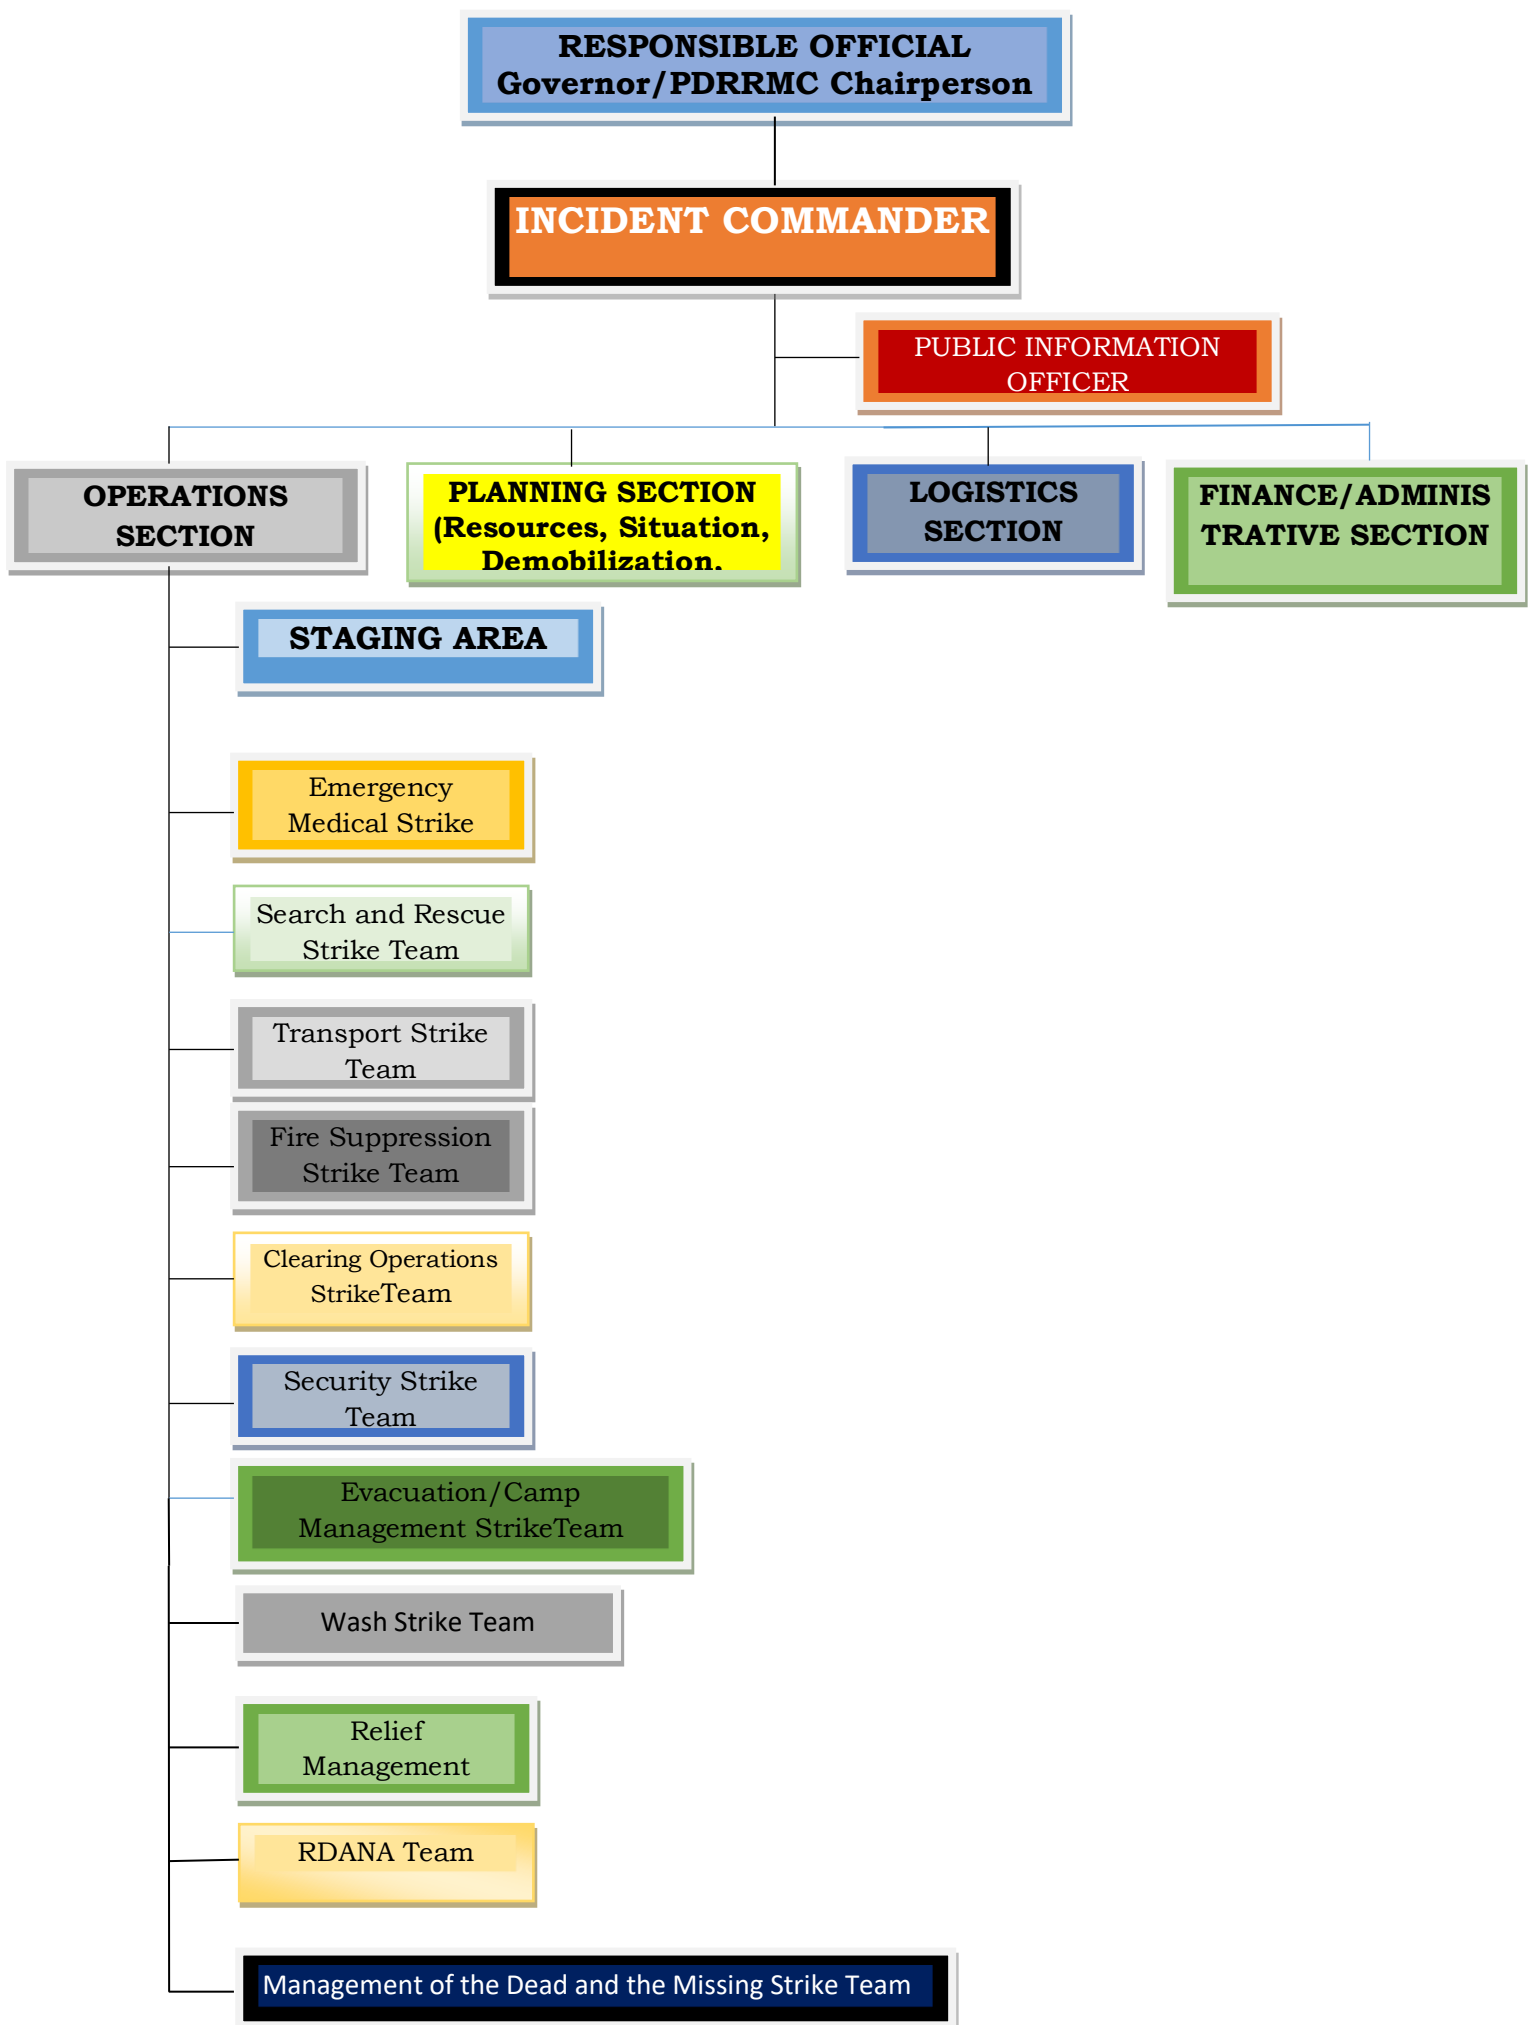 RESPONSIBLE OFFICIAL
Governor/PDRRMC Chairperson
INCIDENT COMMANDER
PUBLIC INFORMATION
OFFICER
OPERATIONS
SECTION
PLANNING SECTION
(Resources, Situation,
Demobilization,
LOGISTICS
SECTION
FINANCE/ADMINIS
TRATIVE SECTION
STAGING AREA
Emergency
Medical Strike
Search and Rescue
Strike Team
Transport Strike
Team
Fire Suppression
Strike Team
Clearing Operations
StrikeTeam
Security Strike
Team
Evacuation/Camp
Management StrikeTeam
Wash Strike Team
Relief
Management
RDANA Team
Management of the Dead and the Missing Strike Team